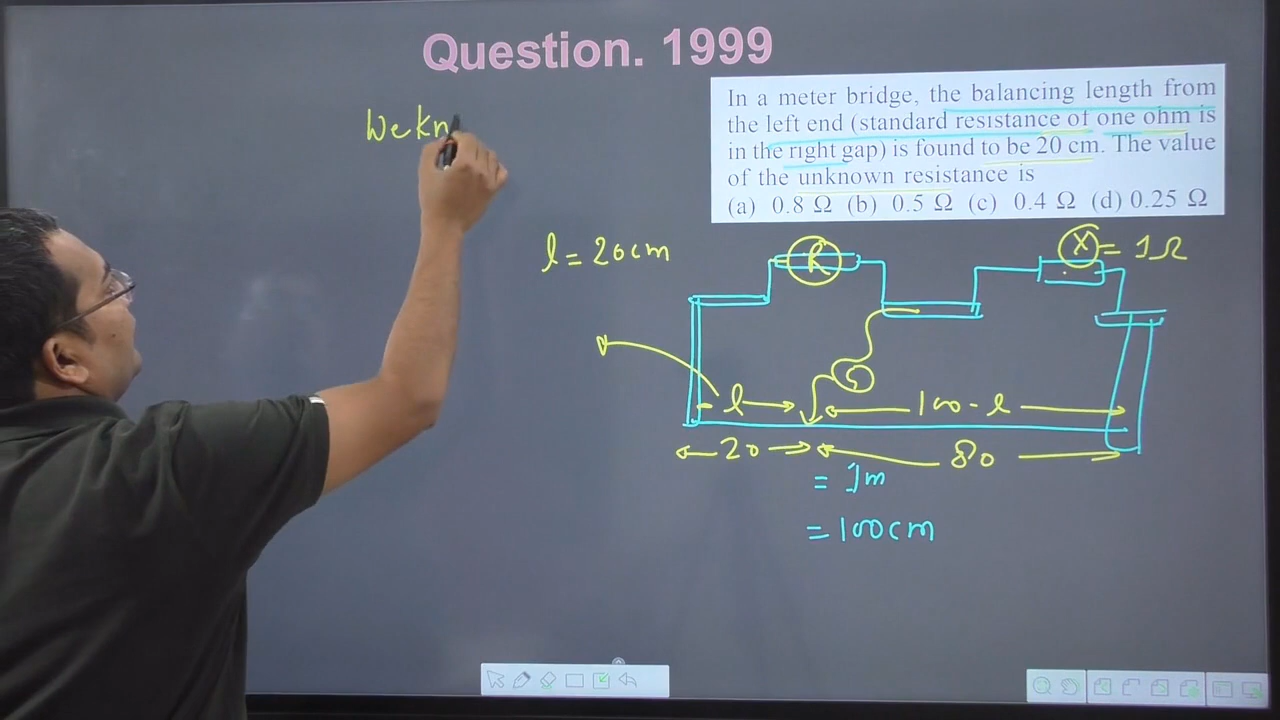 Question. 1999
We kn
In a meter bridge, the balancing length from
the left end (standard resistance of one ohm is
in the right gap) is found to be 20 cm. The value
of the unknown resistance is
(a) 0.8 Ω (b) 0.5 Ω (c) 0.4 Ω (d) 0.25 Ω
l = 20cm
R
X = 1Ω
G
l
100 - l
20
80
= 1m
= 100cm